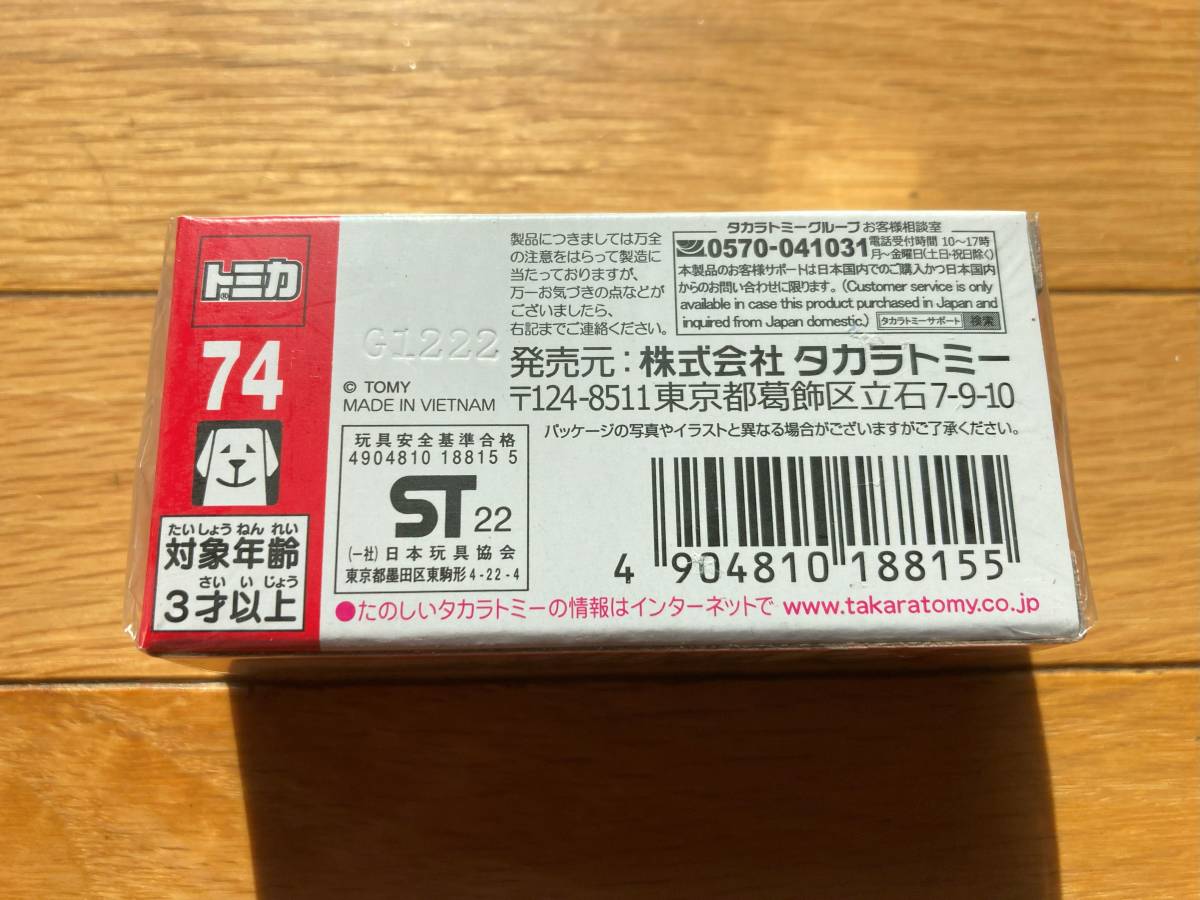 トミカ
®
74
たいしょうねんれい
対象年齢
さいいじょう
3才以上
製品につきましては万全
の注意をはらって製造に
当たっておりますが、
万一お気づきの点などが
ございましたら、
右記までご連絡ください。
タカラトミーグループ お客様相談室
0570-041031 電話受付時間 10〜17時
月〜金曜日(土日・祝日除く)
本製品のお客様サポートは日本国内でのご購入かつ日本国内
からのお問い合わせに限ります。(Customer service is only
available in case this product purchased in Japan and
inquired from Japan domestic.) タカラトミーサポート 検索
G1222
© TOMY
MADE IN VIETNAM
発売元：株式会社 タカラトミー
〒124-8511 東京都葛飾区立石 7-9-10
パッケージの写真やイラストと異なる場合がございますがご了承ください。
玩具安全基準合格
4904810 18815 5
ST 22
(一社)日本玩具協会
東京都墨田区東駒形 4-22-4
4 904810 188155
●たのしいタカラトミーの情報はインターネットで www.takaratomy.co.jp